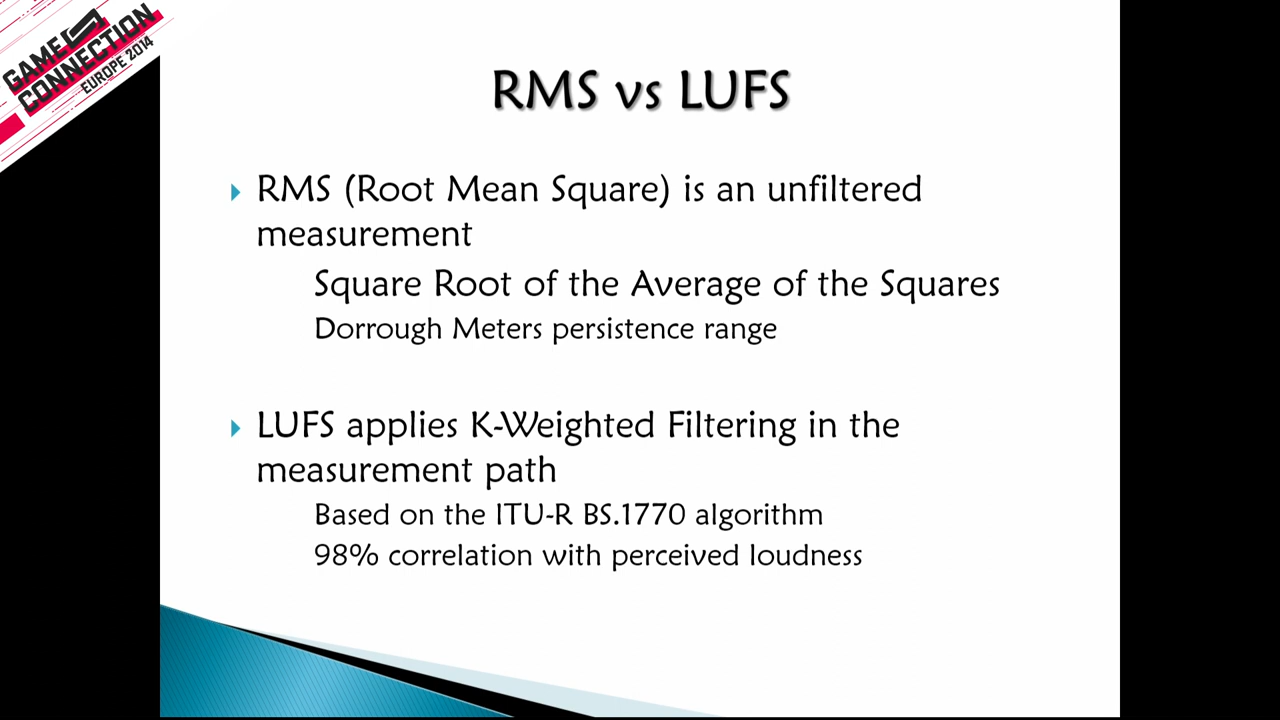 GAME
CONNECTION
EUROPE 2014
RMS vs LUFS
RMS (Root Mean Square) is an unfiltered
measurement
Square Root of the Average of the Squares
Dorrough Meters persistence range
LUFS applies K-Weighted Filtering in the
measurement path
Based on the ITU-R BS.1770 algorithm
98% correlation with perceived loudness